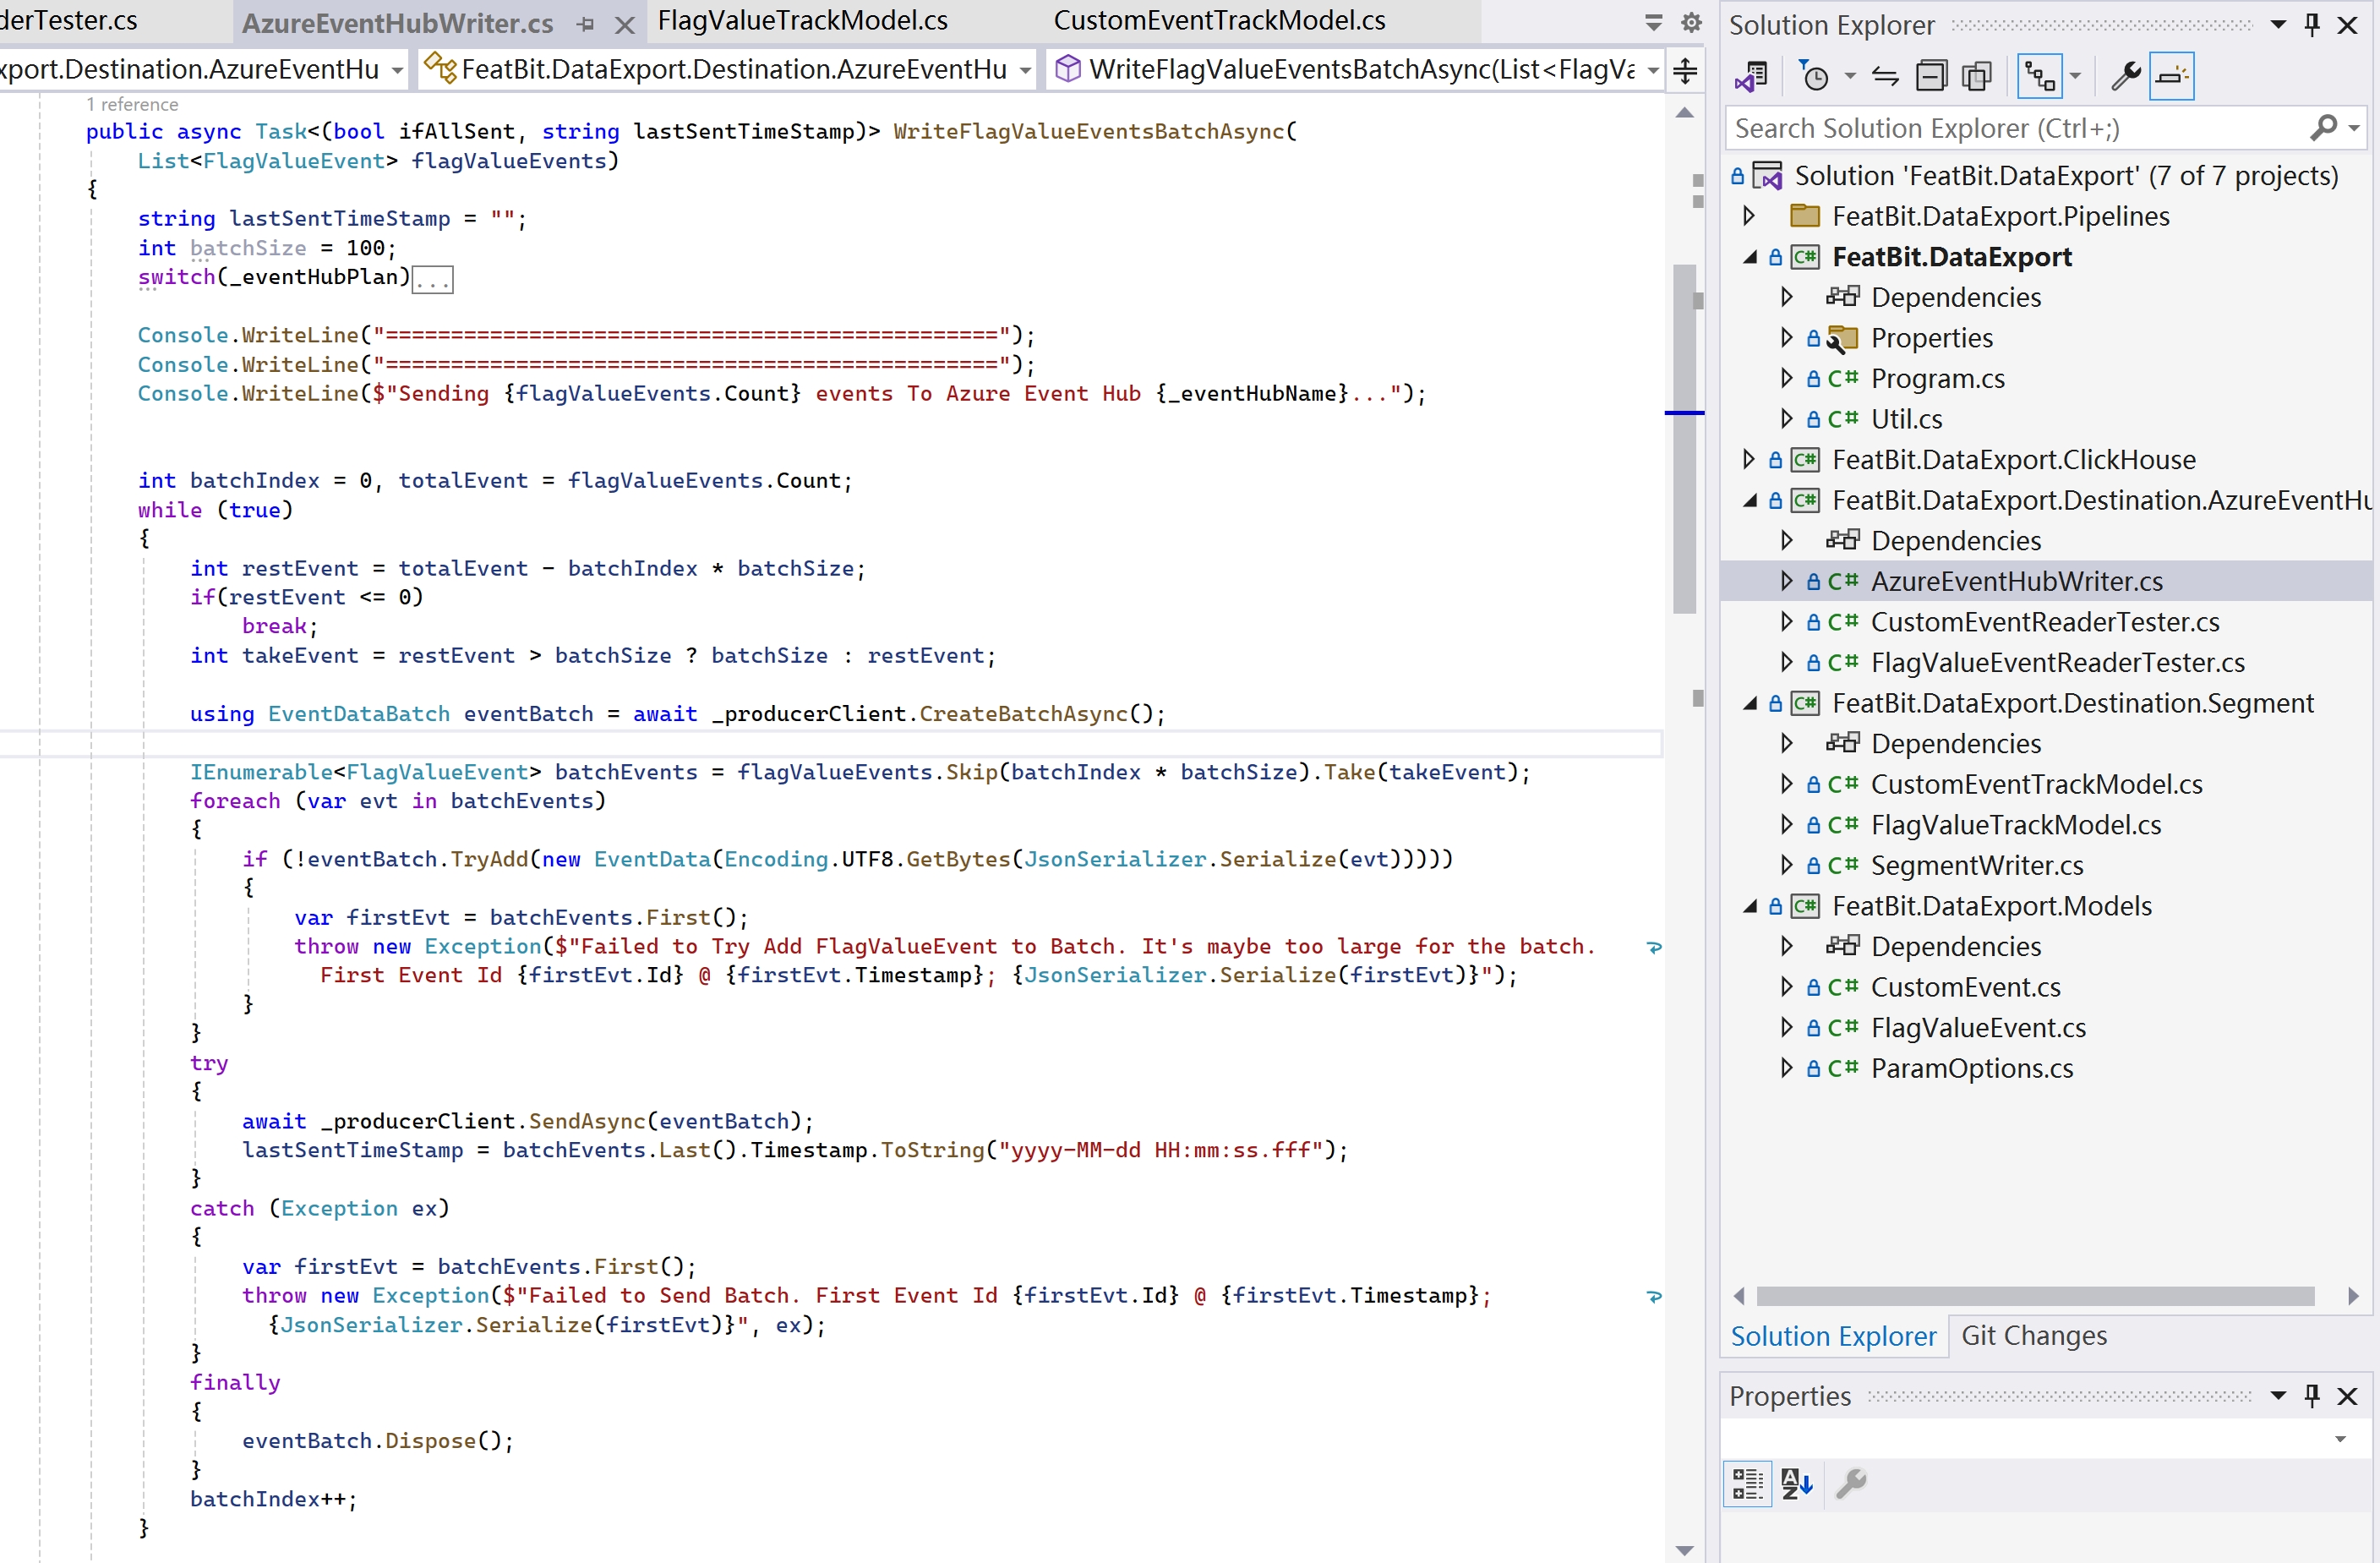 derTester.cs
AzureEventHubWriter.cs
FlagValueTrackModel.cs
CustomEventTrackModel.cs
xport.Destination.AzureEventHu
FeatBit.DataExport.Destination.AzureEventHu
WriteFlagValueEventsBatchAsync(List<FlagVa
1 reference
public async Task<(bool ifAllSent, string lastSentTimeStamp)> WriteFlagValueEventsBatchAsync(
List<FlagValueEvent> flagValueEvents)
{
string lastSentTimeStamp = "";
int batchSize = 100;
switch(_eventHubPlan)...
Console.WriteLine("===============================================");
Console.WriteLine("===============================================");
Console.WriteLine($"Sending {flagValueEvents.Count} events To Azure Event Hub {_eventHubName}...");
int batchIndex = 0, totalEvent = flagValueEvents.Count;
while (true)
{
int restEvent = totalEvent - batchIndex * batchSize;
if(restEvent <= 0)
break;
int takeEvent = restEvent > batchSize ? batchSize : restEvent;
using EventDataBatch eventBatch = await _producerClient.CreateBatchAsync();
IEnumerable<FlagValueEvent> batchEvents = flagValueEvents.Skip(batchIndex * batchSize).Take(takeEvent);
foreach (var evt in batchEvents)
{
if (!eventBatch.TryAdd(new EventData(Encoding.UTF8.GetBytes(JsonSerializer.Serialize(evt)))))
{
var firstEvt = batchEvents.First();
throw new Exception($"Failed to Try Add FlagValueEvent to Batch. It's maybe too large for the batch.
First Event Id {firstEvt.Id} @ {firstEvt.Timestamp}; {JsonSerializer.Serialize(firstEvt)}");
}
}
try
{
await _producerClient.SendAsync(eventBatch);
lastSentTimeStamp = batchEvents.Last().Timestamp.ToString("yyyy-MM-dd HH:mm:ss.fff");
}
catch (Exception ex)
{
var firstEvt = batchEvents.First();
throw new Exception($"Failed to Send Batch. First Event Id {firstEvt.Id} @ {firstEvt.Timestamp};
{JsonSerializer.Serialize(firstEvt)}", ex);
}
finally
{
eventBatch.Dispose();
}
batchIndex++;
}
Solution Explorer
Search Solution Explorer (Ctrl+;)
Solution 'FeatBit.DataExport' (7 of 7 projects)
FeatBit.DataExport.Pipelines
C# FeatBit.DataExport
Dependencies
Properties
C# Program.cs
C# Util.cs
C# FeatBit.DataExport.ClickHouse
C# FeatBit.DataExport.Destination.AzureEventHu
Dependencies
C# AzureEventHubWriter.cs
C# CustomEventReaderTester.cs
C# FlagValueEventReaderTester.cs
C# FeatBit.DataExport.Destination.Segment
Dependencies
C# CustomEventTrackModel.cs
C# FlagValueTrackModel.cs
C# SegmentWriter.cs
C# FeatBit.DataExport.Models
Dependencies
C# CustomEvent.cs
C# FlagValueEvent.cs
C# ParamOptions.cs
Solution Explorer
Git Changes
Properties